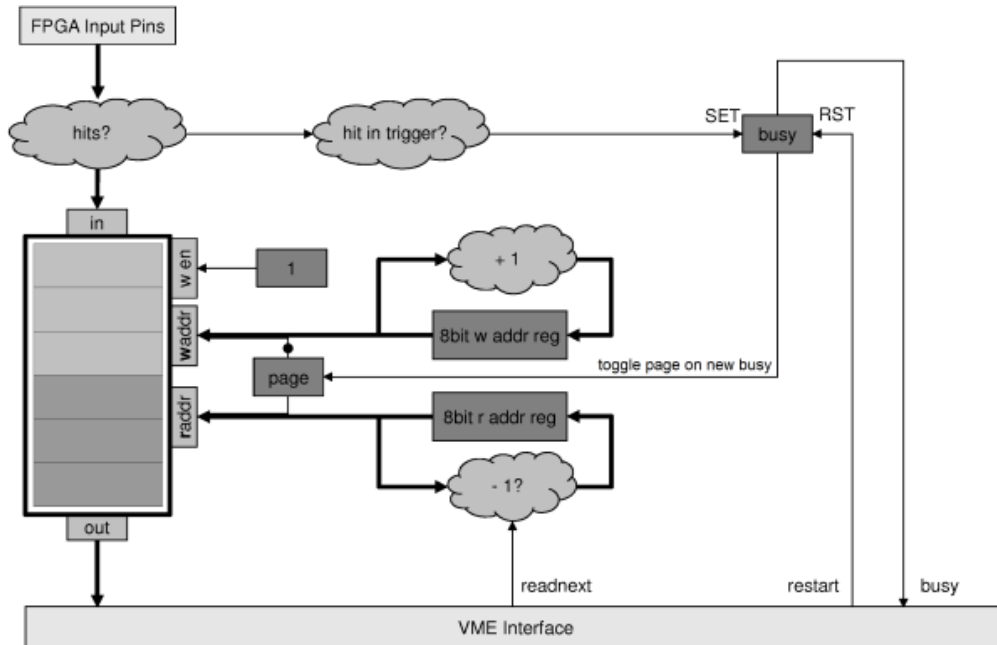 FPGA Input Pins
hits?
hit in trigger?
SET
busy
RST
in
w en
1
+ 1
waddr
8bit w addr reg
page
toggle page on new busy
raddr
8bit r addr reg
- 1?
out
readnext
restart
busy
VME Interface